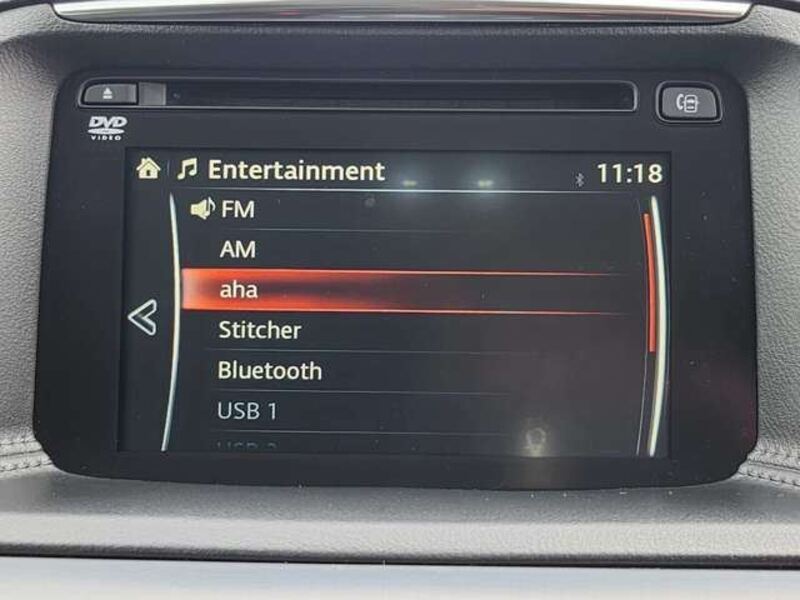 DVD
VIDEO
Entertainment
11:18
FM
AM
aha
Stitcher
Bluetooth
USB 1